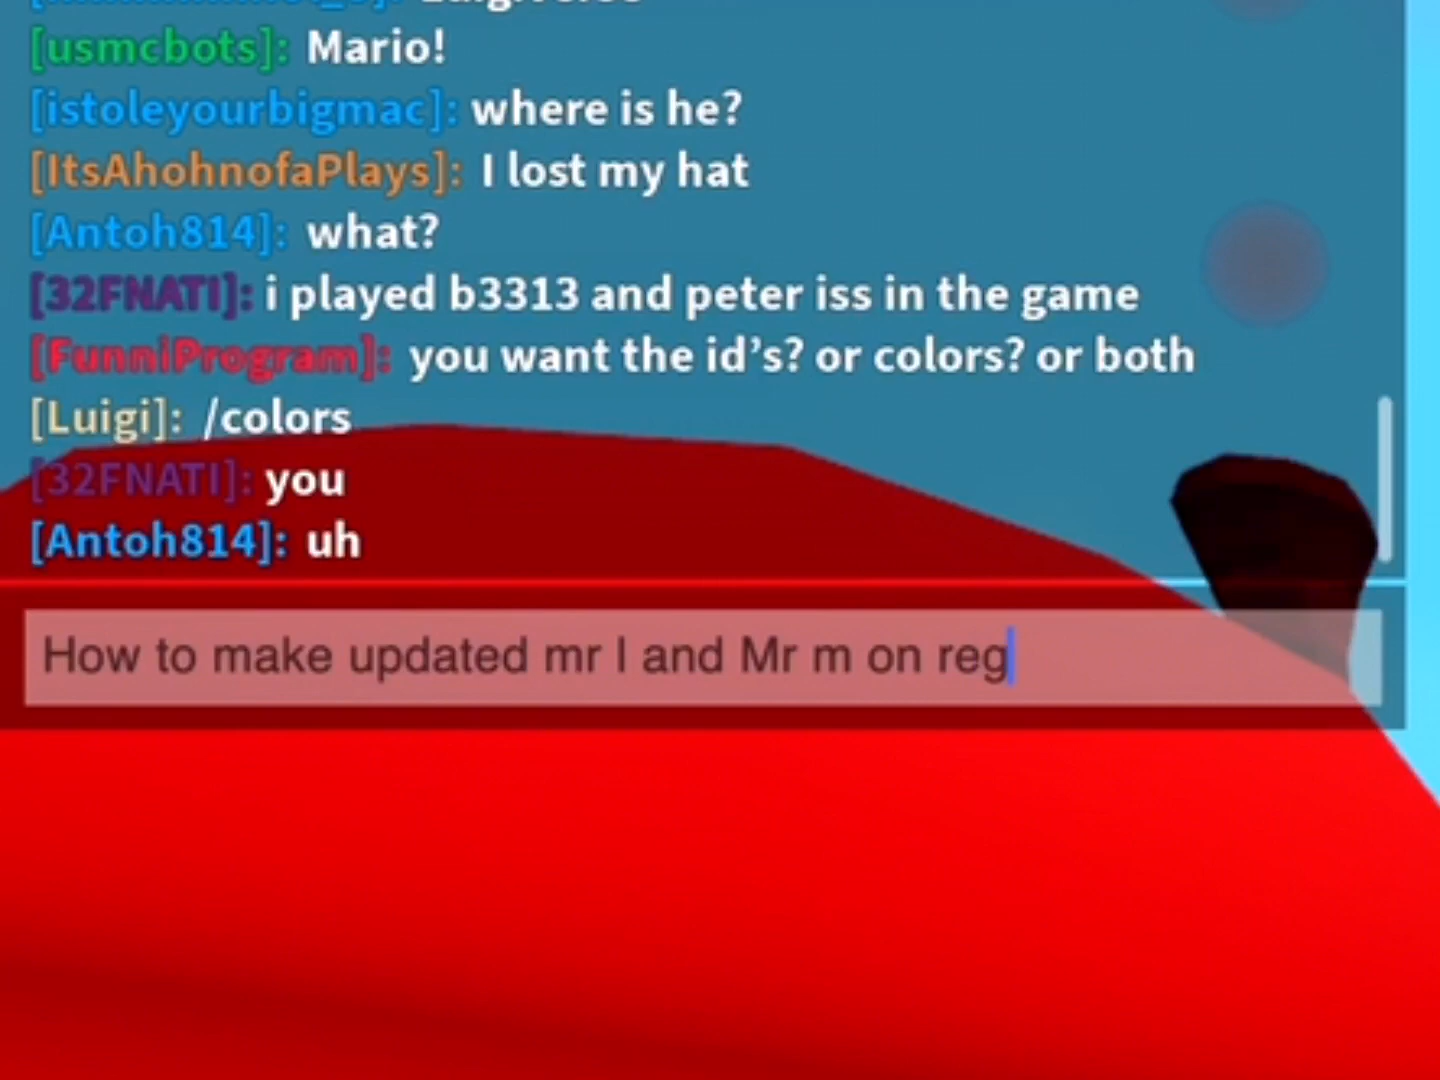 [usmcbots]: Mario!
[istoleyourbigmac]: where is he?
[ItsAhohnofaPlays]: I lost my hat
[Antoh814]: what?
[32FNATI]: i played b3313 and peter iss in the game
[FunniProgram]: you want the id’s? or colors? or both
[Luigi]: /colors
[32FNATI]: you
[Antoh814]: uh
How to make updated mr l and Mr m on reg